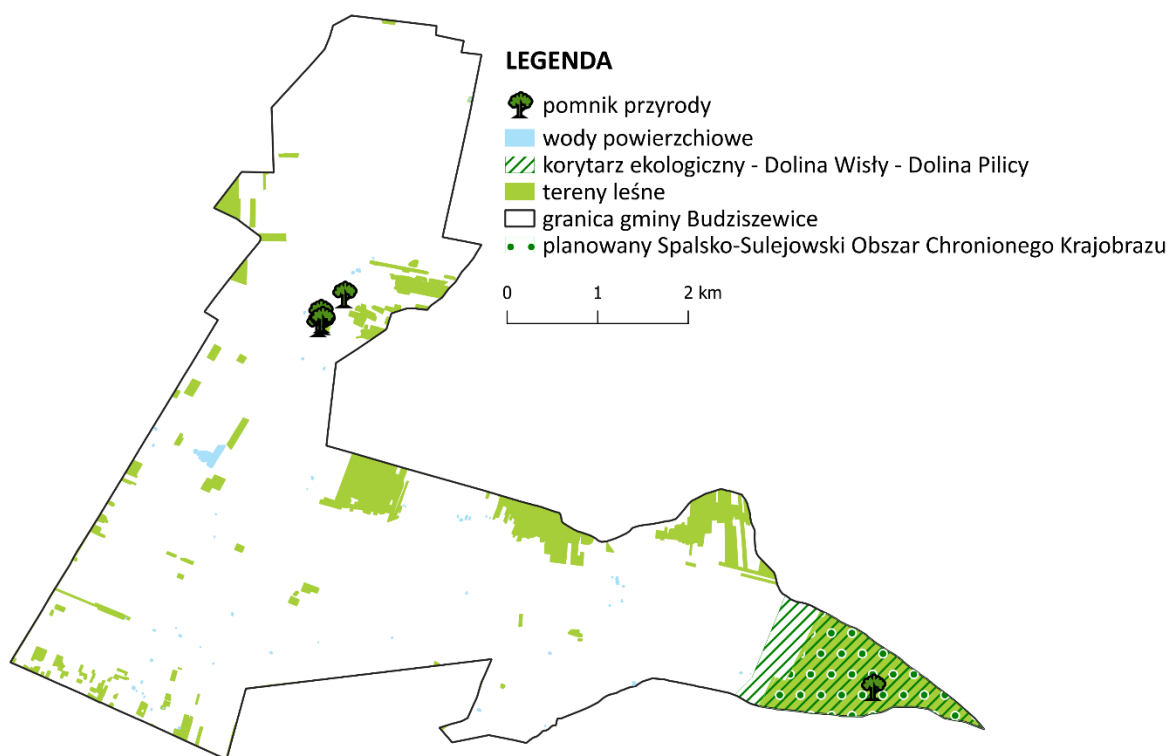 LEGENDA
pomnik przyrody
wody powierzchiowe
korytarz ekologiczny - Dolina Wisły - Dolina Pilicy
tereny leśne
granica gminy Budziszewice
planowany Spalsko-Sulejowski Obszar Chronionego Krajobrazu
0 1 2 km